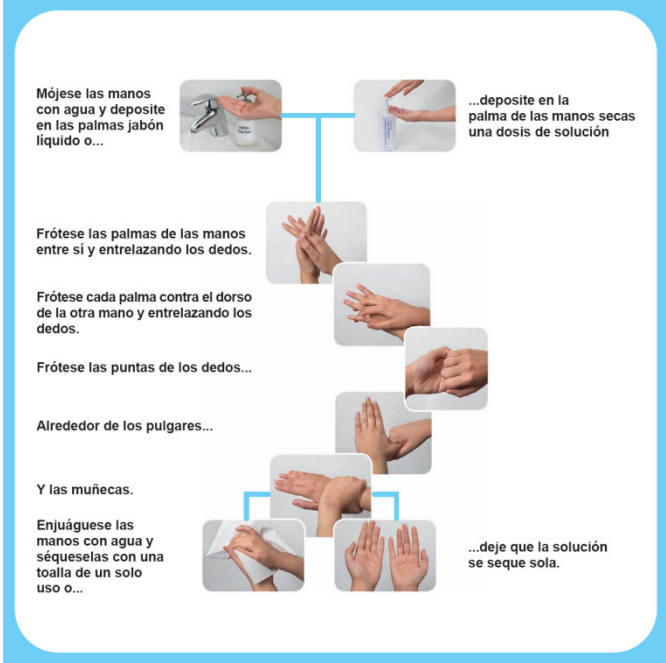 Mójese las manos
con agua y deposite
en las palmas jabón
líquido o...
...deposite en la
palma de las manos secas
una dosis de solución
Frótese las palmas de las manos
entre sí y entrelazando los dedos.
Frótese cada palma contra el dorso
de la otra mano y entrelazando los
dedos.
Frótese las puntas de los dedos...
Alrededor de los pulgares...
Y las muñecas.
Enjuáguese las
manos con agua y
séqueselas con una
toalla de un solo
uso o...
...deje que la solución
se seque sola.